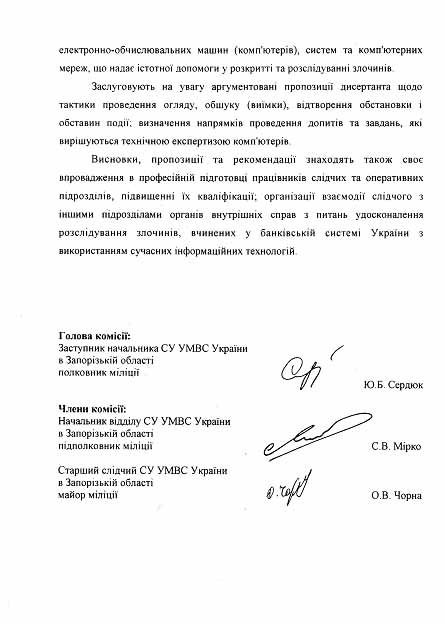 електронно-обчислювальних машин (комп'ютерів), систем та комп'ютерних
мереж, що надає істотної допомоги у розкритті та розслідуванні злочинів.
Заслуговують на увагу аргументовані пропозиції дисертанта щодо
тактики проведення огляду, обшуку (виїмки), відтворення обстановки і
обставин події; визначення напрямків проведення допитів та завдань, які
вирішуються технічною експертизою комп'ютерів.
Висновки, пропозиції та рекомендації знаходять також своє
впровадження в професійній підготовці працівників слідчих та оперативних
підрозділів, підвищенні їх кваліфікації; організації взаємодії слідчого з
іншими підрозділами органів внутрішніх справ з питань удосконалення
розслідування злочинів, вчинених у банківській системі України з
використанням сучасних інформаційних технологій.
Голова комісії:
Заступник начальника СУ УМВС України
в Запорізькій області
полковник міліції
Ю.Б. Сердюк
Члени комісії:
Начальник відділу СУ УМВС України
в Запорізькій області
підполковник міліції
С.В. Мірко
Старший слідчий СУ УМВС України
в Запорізькій області
майор міліції
О.В. Чорна